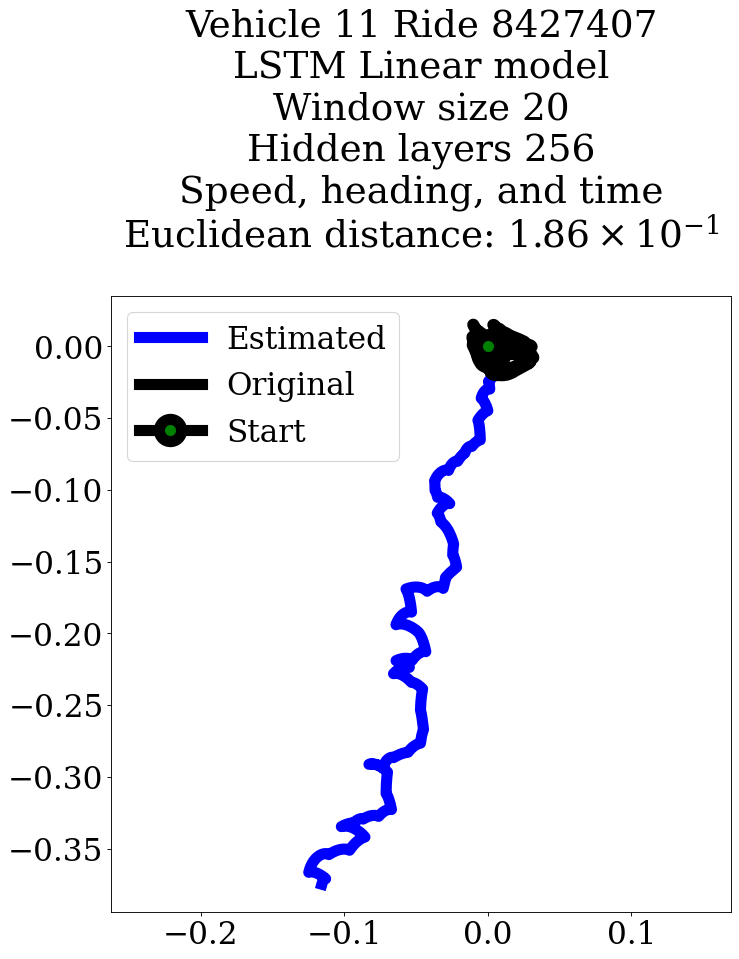 Vehicle 11 Ride 8427407
LSTM Linear model
Window size 20
Hidden layers 256
Speed, heading, and time
Euclidean distance: 1.86 × 10⁻¹
Estimated
Original
Start
0.00
−0.05
−0.10
−0.15
−0.20
−0.25
−0.30
−0.35
−0.2 −0.1 0.0 0.1